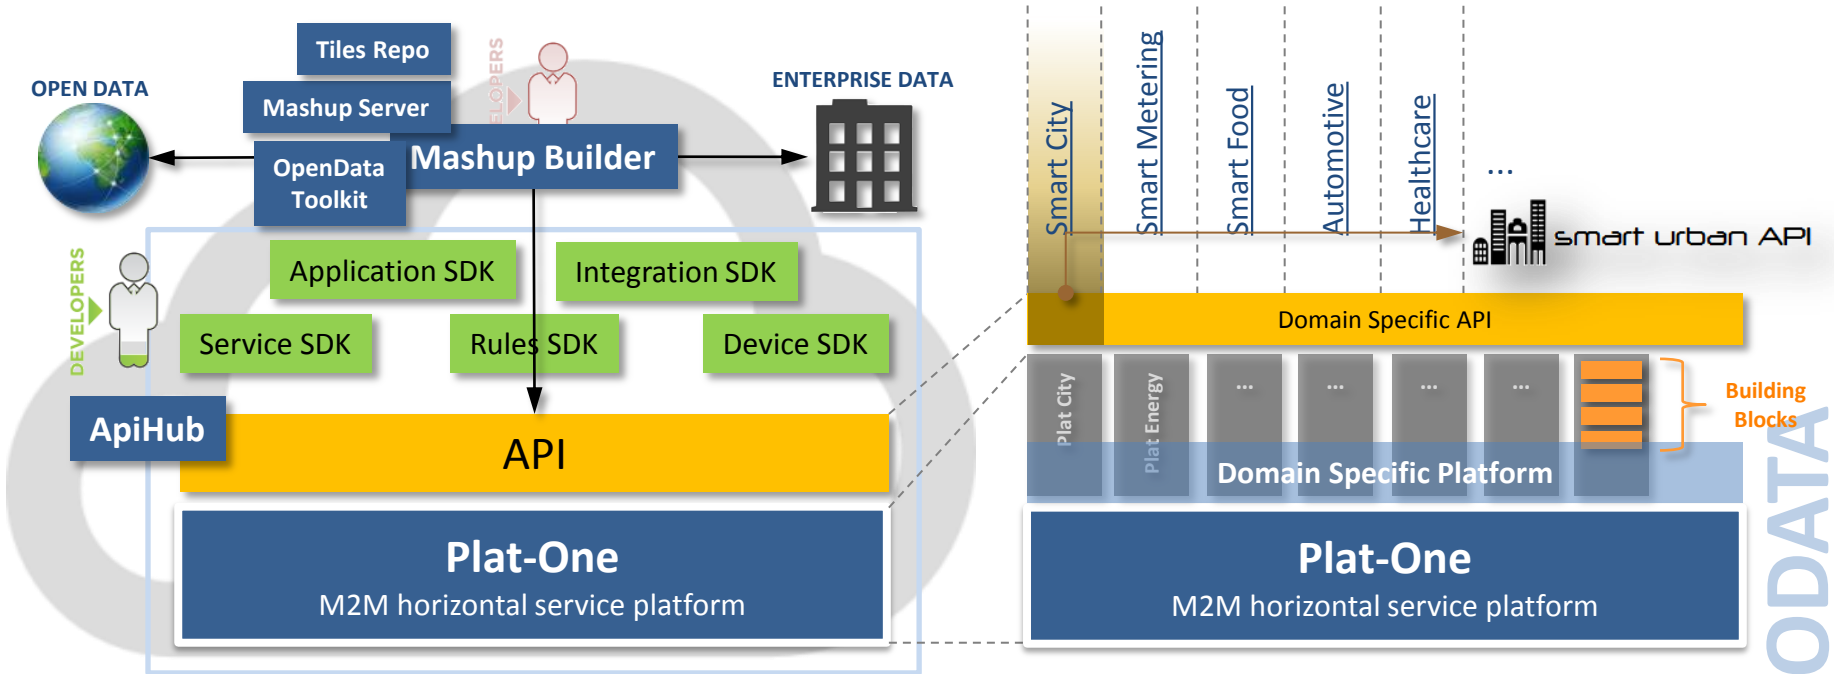 Tiles Repo
ELOPERS
OPEN DATA
Mashup Server
ENTERPRISE DATA
Mashup Builder
OpenData
Toolkit
DEVELOPERS
Application SDK
Integration SDK
Service SDK
Rules SDK
Device SDK
ApiHub
API
Plat-One
M2M horizontal service platform
Smart City
Smart Metering
Smart Food
Automotive
Healthcare
...
smart urban API
Domain Specific API
Plat City
Plat Energy
...
...
...
...
Building
Blocks
Domain Specific Platform
Plat-One
M2M horizontal service platform
ODATA